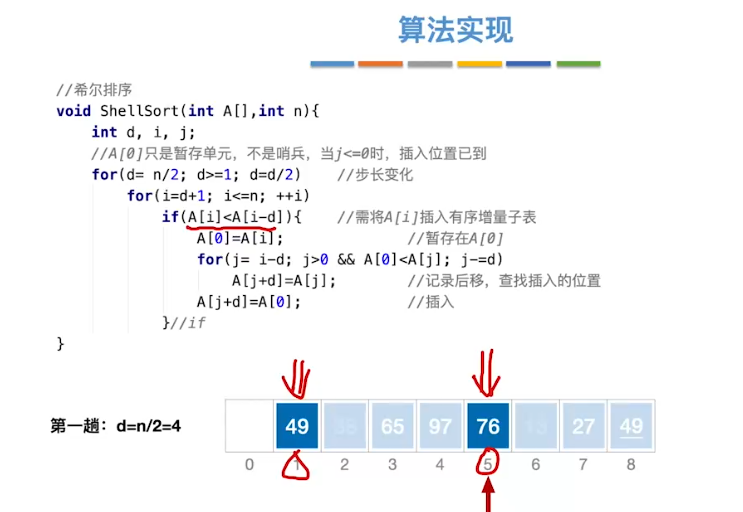 算法实现
//希尔排序
void ShellSort(int A[],int n){
int d, i, j;
//A[0]只是暂存单元，不是哨兵，当j<=0时，插入位置已到
for(d= n/2; d>=1; d=d/2) //步长变化
for(i=d+1; i<=n; ++i)
if(A[i]<A[i-d]){ //需将A[i]插入有序增量子表
A[0]=A[i]; //暂存在A[0]
for(j= i-d; j>0 && A[0]<A[j]; j-=d)
A[j+d]=A[j]; //记录后移，查找插入的位置
A[j+d]=A[0]; //插入
}//if
}
第一趟：d=n/2=4 49 38 65 97 76 13 27 49
0 1 2 3 4 5 6 7 8